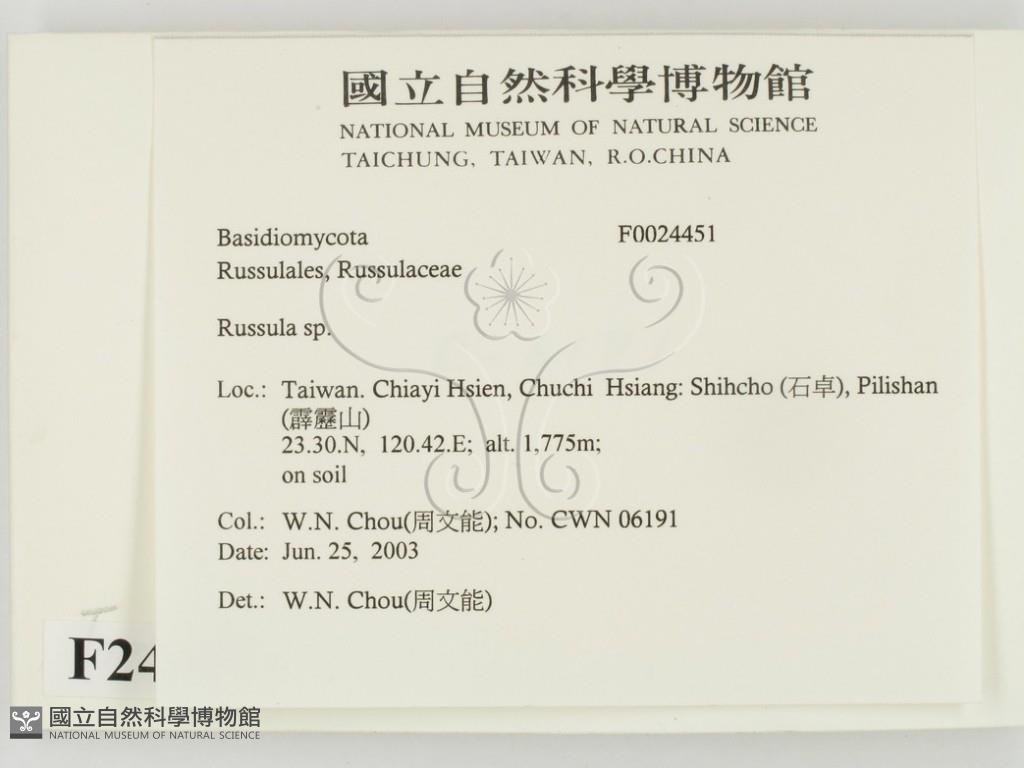 國立自然科學博物館
NATIONAL MUSEUM OF NATURAL SCIENCE
TAICHUNG, TAIWAN, R.O.CHINA
Basidiomycota F0024451
Russulales, Russulaceae
Russula sp.
Loc.: Taiwan. Chiayi Hsien, Chuchi Hsiang: Shihcho (石卓), Pilishan
(霹靂山)
23.30.N, 120.42.E; alt. 1,775m;
on soil
Col.: W.N. Chou(周文能); No. CWN 06191
Date: Jun. 25, 2003
Det.: W.N. Chou(周文能)
F24
國立自然科學博物館
NATIONAL MUSEUM OF NATURAL SCIENCE